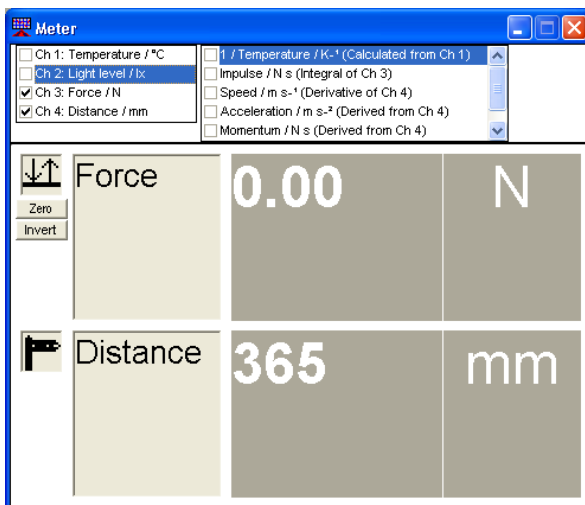 Meter
Ch 1: Temperature / °C
Ch 2: Light level / lx
Ch 3: Force / N
Ch 4: Distance / mm
1 / Temperature / K-¹ (Calculated from Ch 1)
Impulse / N s (Integral of Ch 3)
Speed / m s-¹ (Derivative of Ch 4)
Acceleration / m s-² (Derived from Ch 4)
Momentum / N s (Derived from Ch 4)
Zero
Invert
Force
0.00
N
Distance
365
mm